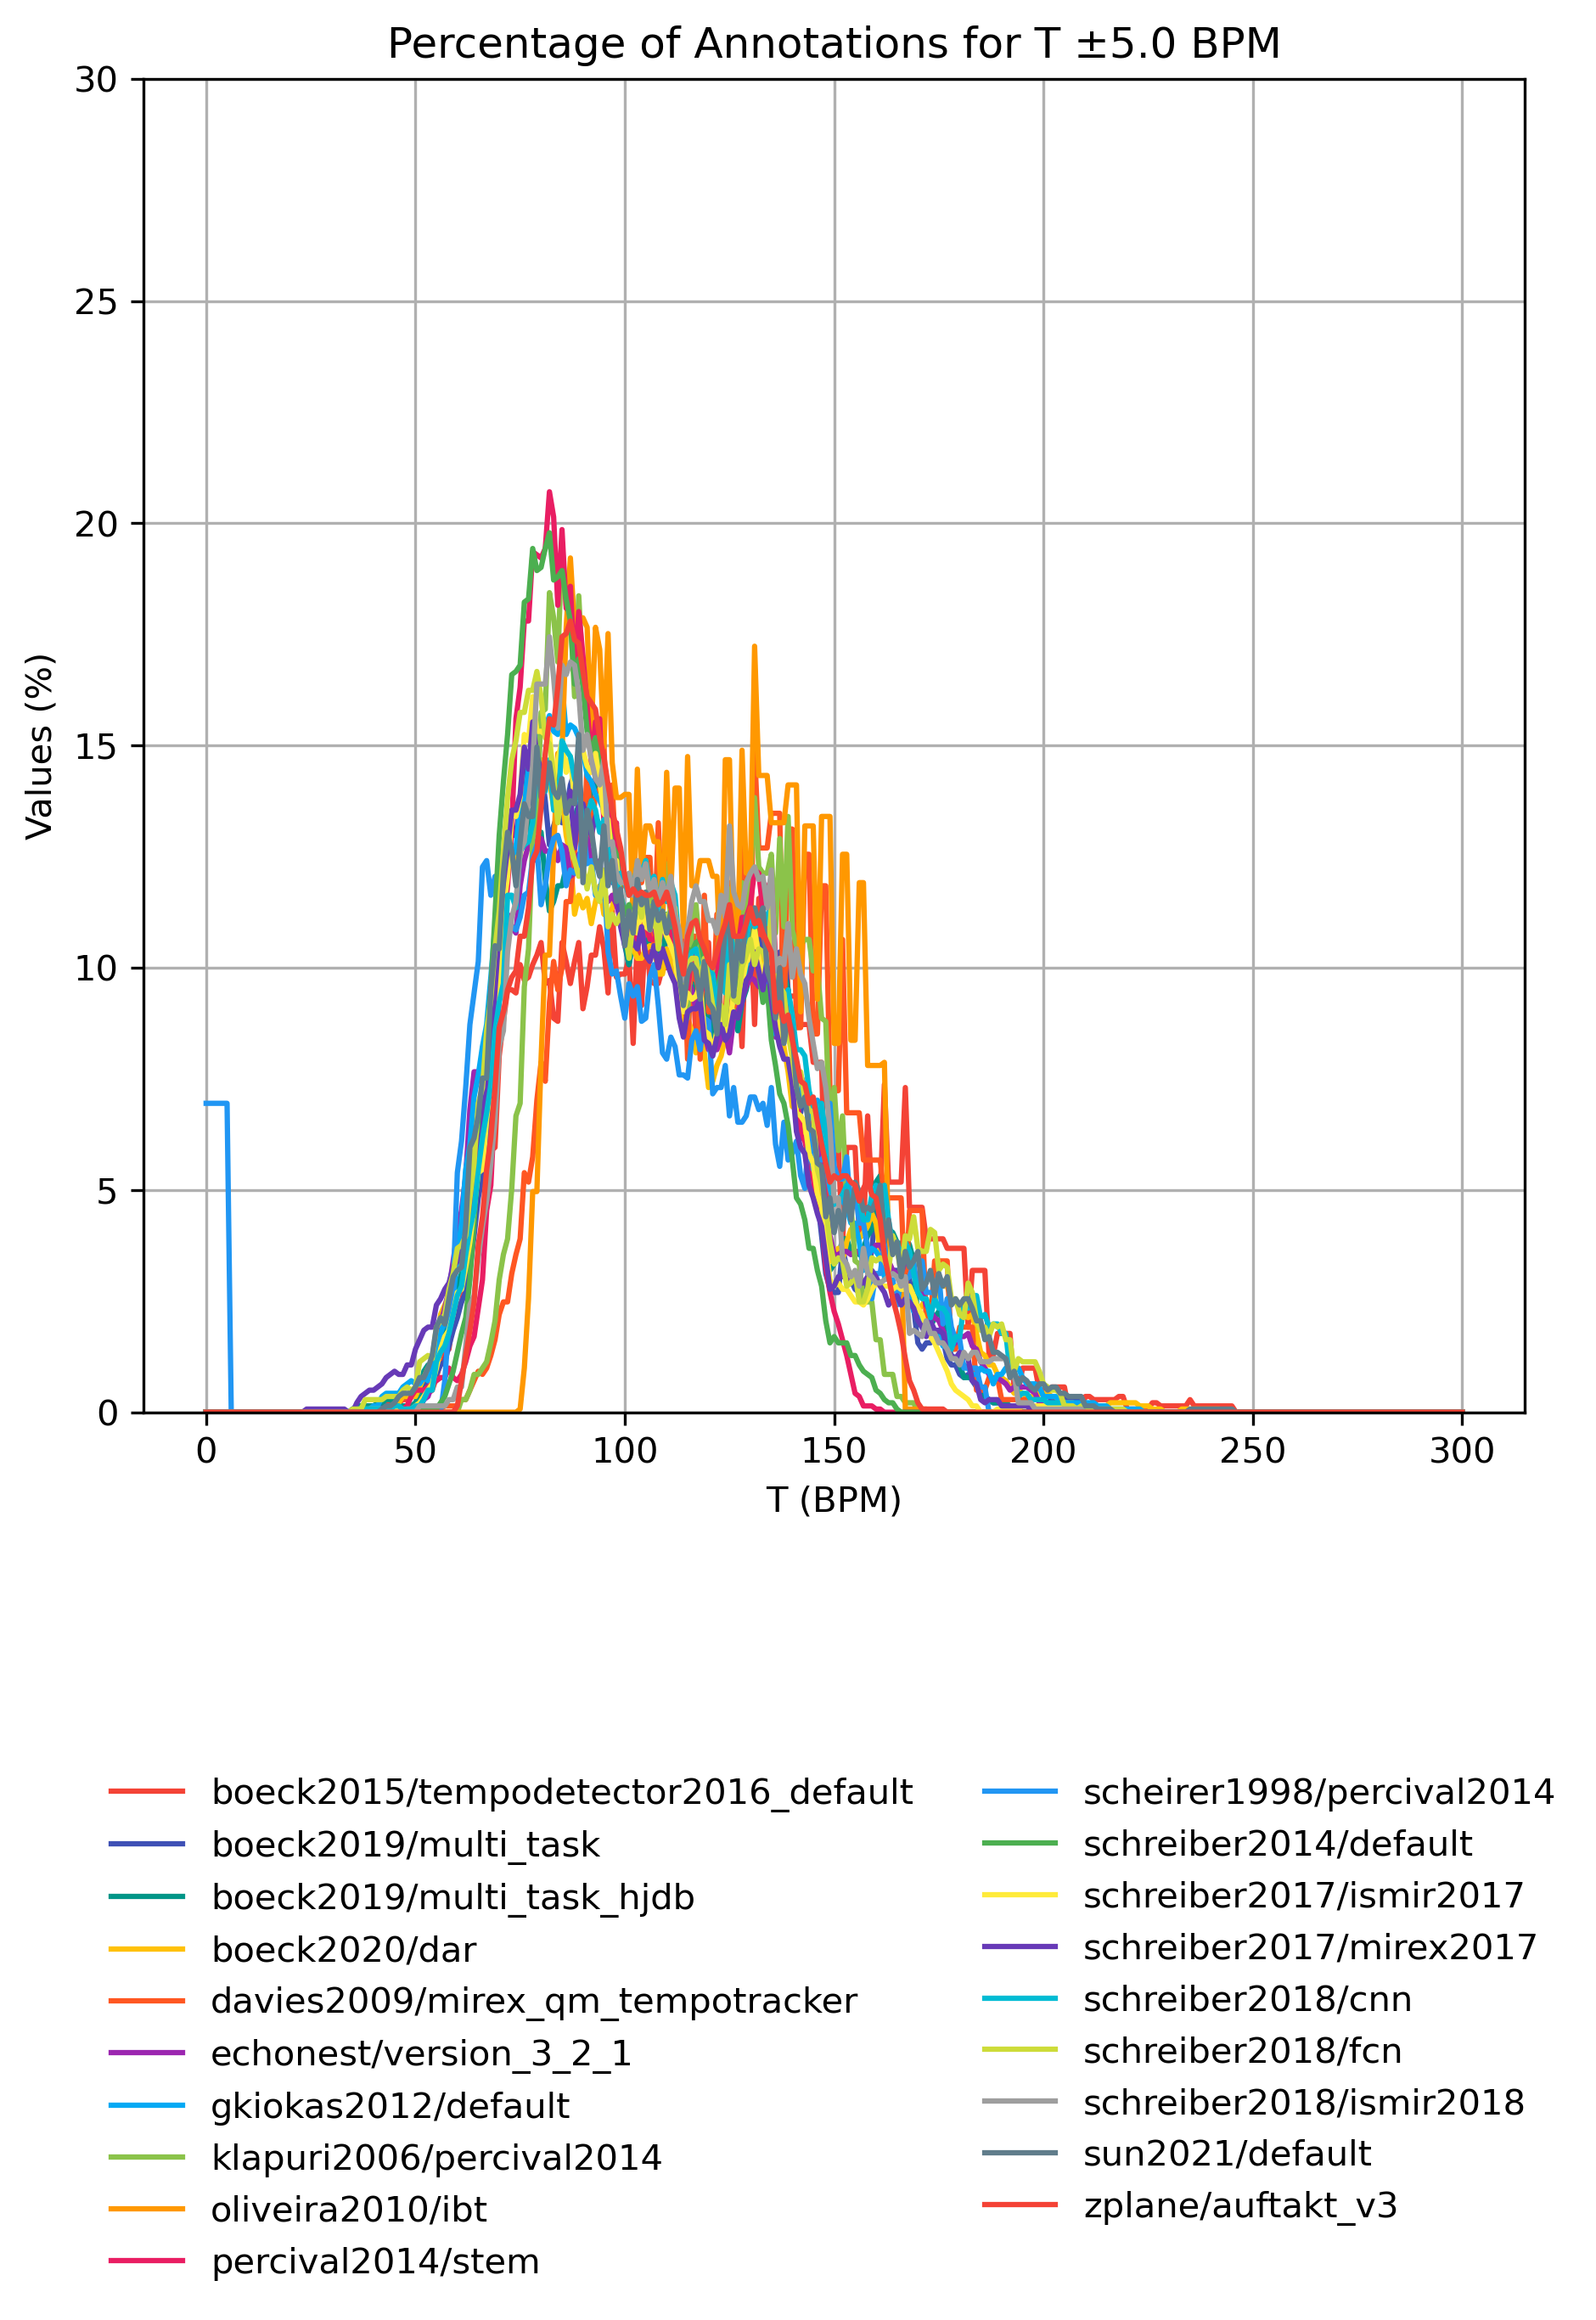 Percentage of Annotations for T ±5.0 BPM
30
25
20
15
10
5
0
Values (%)
0 50 100 150 200 250 300
T (BPM)
boeck2015/tempodetector2016_default
boeck2019/multi_task
boeck2019/multi_task_hjdb
boeck2020/dar
davies2009/mirex_qm_tempotracker
echonest/version_3_2_1
gkiokas2012/default
klapuri2006/percival2014
oliveira2010/ibt
percival2014/stem
scheirer1998/percival2014
schreiber2014/default
schreiber2017/ismir2017
schreiber2017/mirex2017
schreiber2018/cnn
schreiber2018/fcn
schreiber2018/ismir2018
sun2021/default
zplane/auftakt_v3